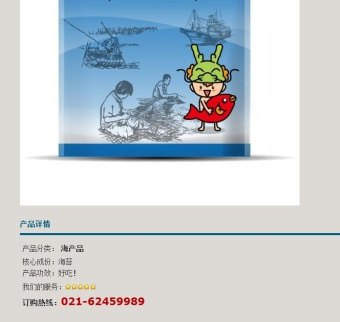 产品详情
产品分类： 海产品
核心成份：海苔
产品功效：好吃！
我们的服务：☆☆☆☆☆
订购热线：021-62459989